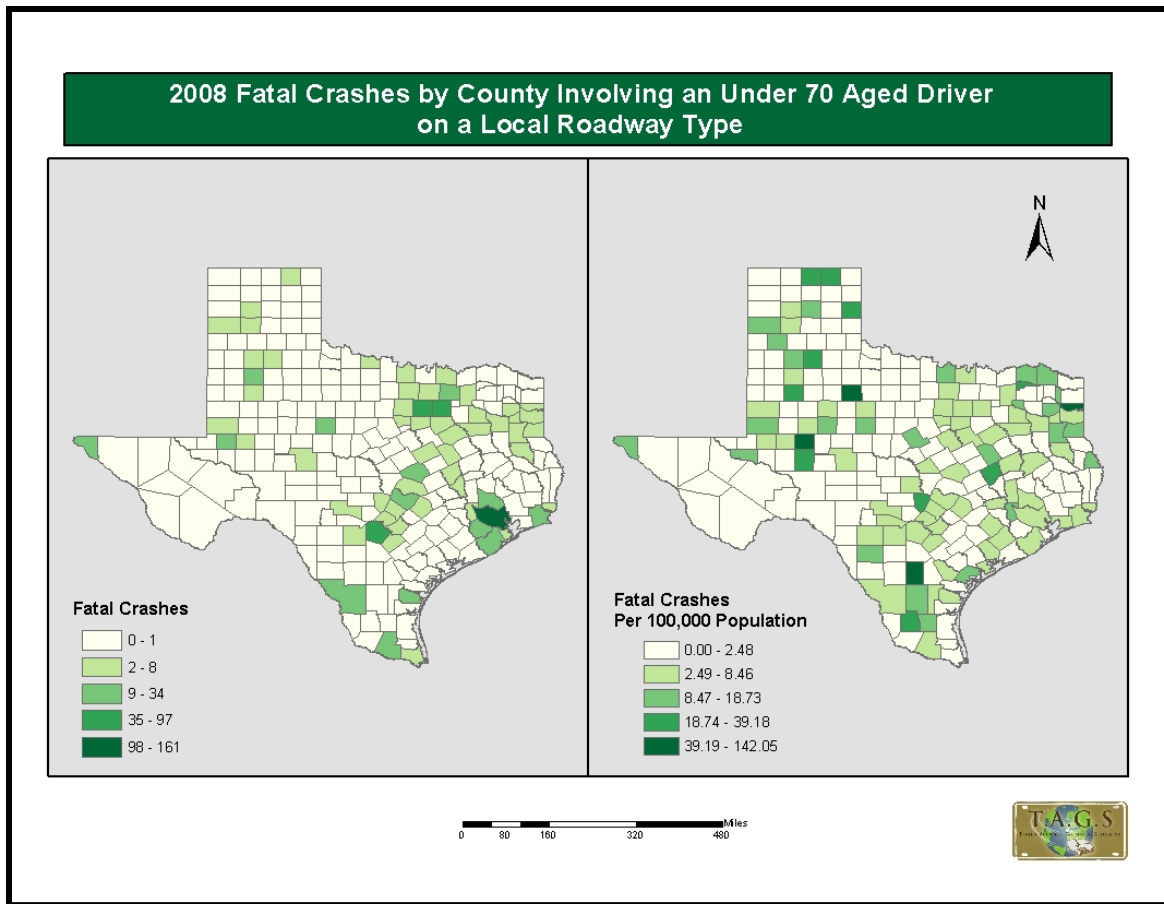 2008 Fatal Crashes by County Involving an Under 70 Aged Driver
on a Local Roadway Type
N
Fatal Crashes
0 - 1
2 - 8
9 - 34
35 - 97
98 - 161
Fatal Crashes
Per 100,000 Population
0.00 - 2.48
2.49 - 8.46
8.47 - 18.73
18.74 - 39.18
39.19 - 142.05
Miles
0 80 160 320 480
T.A.G.S